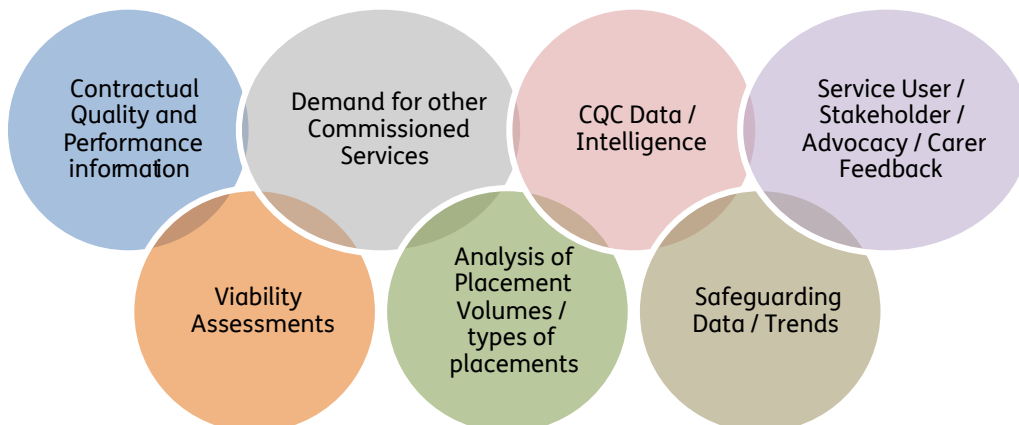 Contractual
Quality and
Performance
information
Demand for other
Commissioned
Services
CQC Data /
Intelligence
Service User /
Stakeholder /
Advocacy / Carer
Feedback
Viability
Assessments
Analysis of
Placement
Volumes /
types of
placements
Safeguarding
Data / Trends